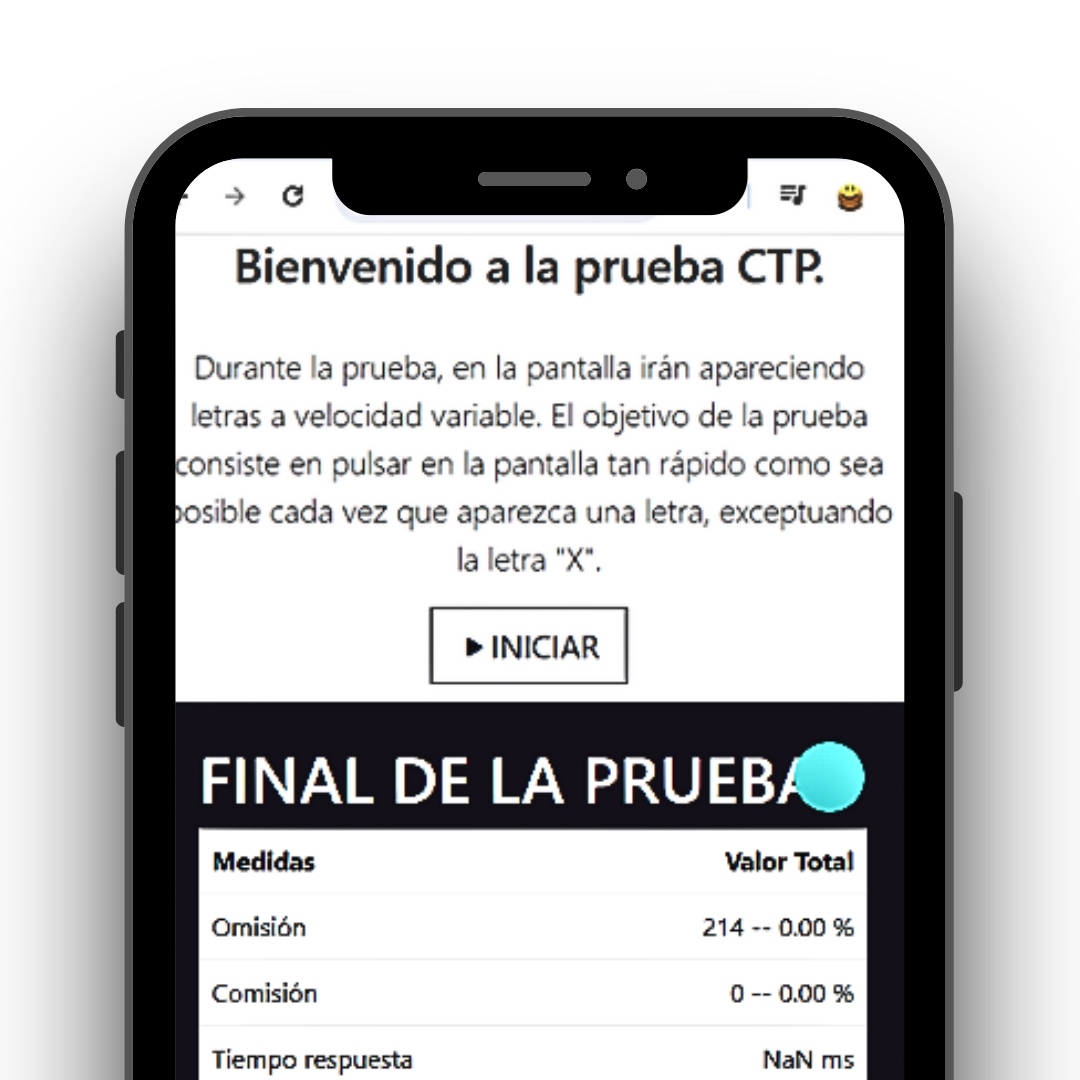 Bienvenido a la prueba CTP.
Durante la prueba, en la pantalla irán apareciendo
letras a velocidad variable. El objetivo de la prueba
consiste en pulsar en la pantalla tan rápido como sea
posible cada vez que aparezca una letra, exceptuando
la letra "X".
INICIAR
FINAL DE LA PRUEBA
Medidas Valor Total
Omisión 214 -- 0.00 %
Comisión 0 -- 0.00 %
Tiempo respuesta NaN ms